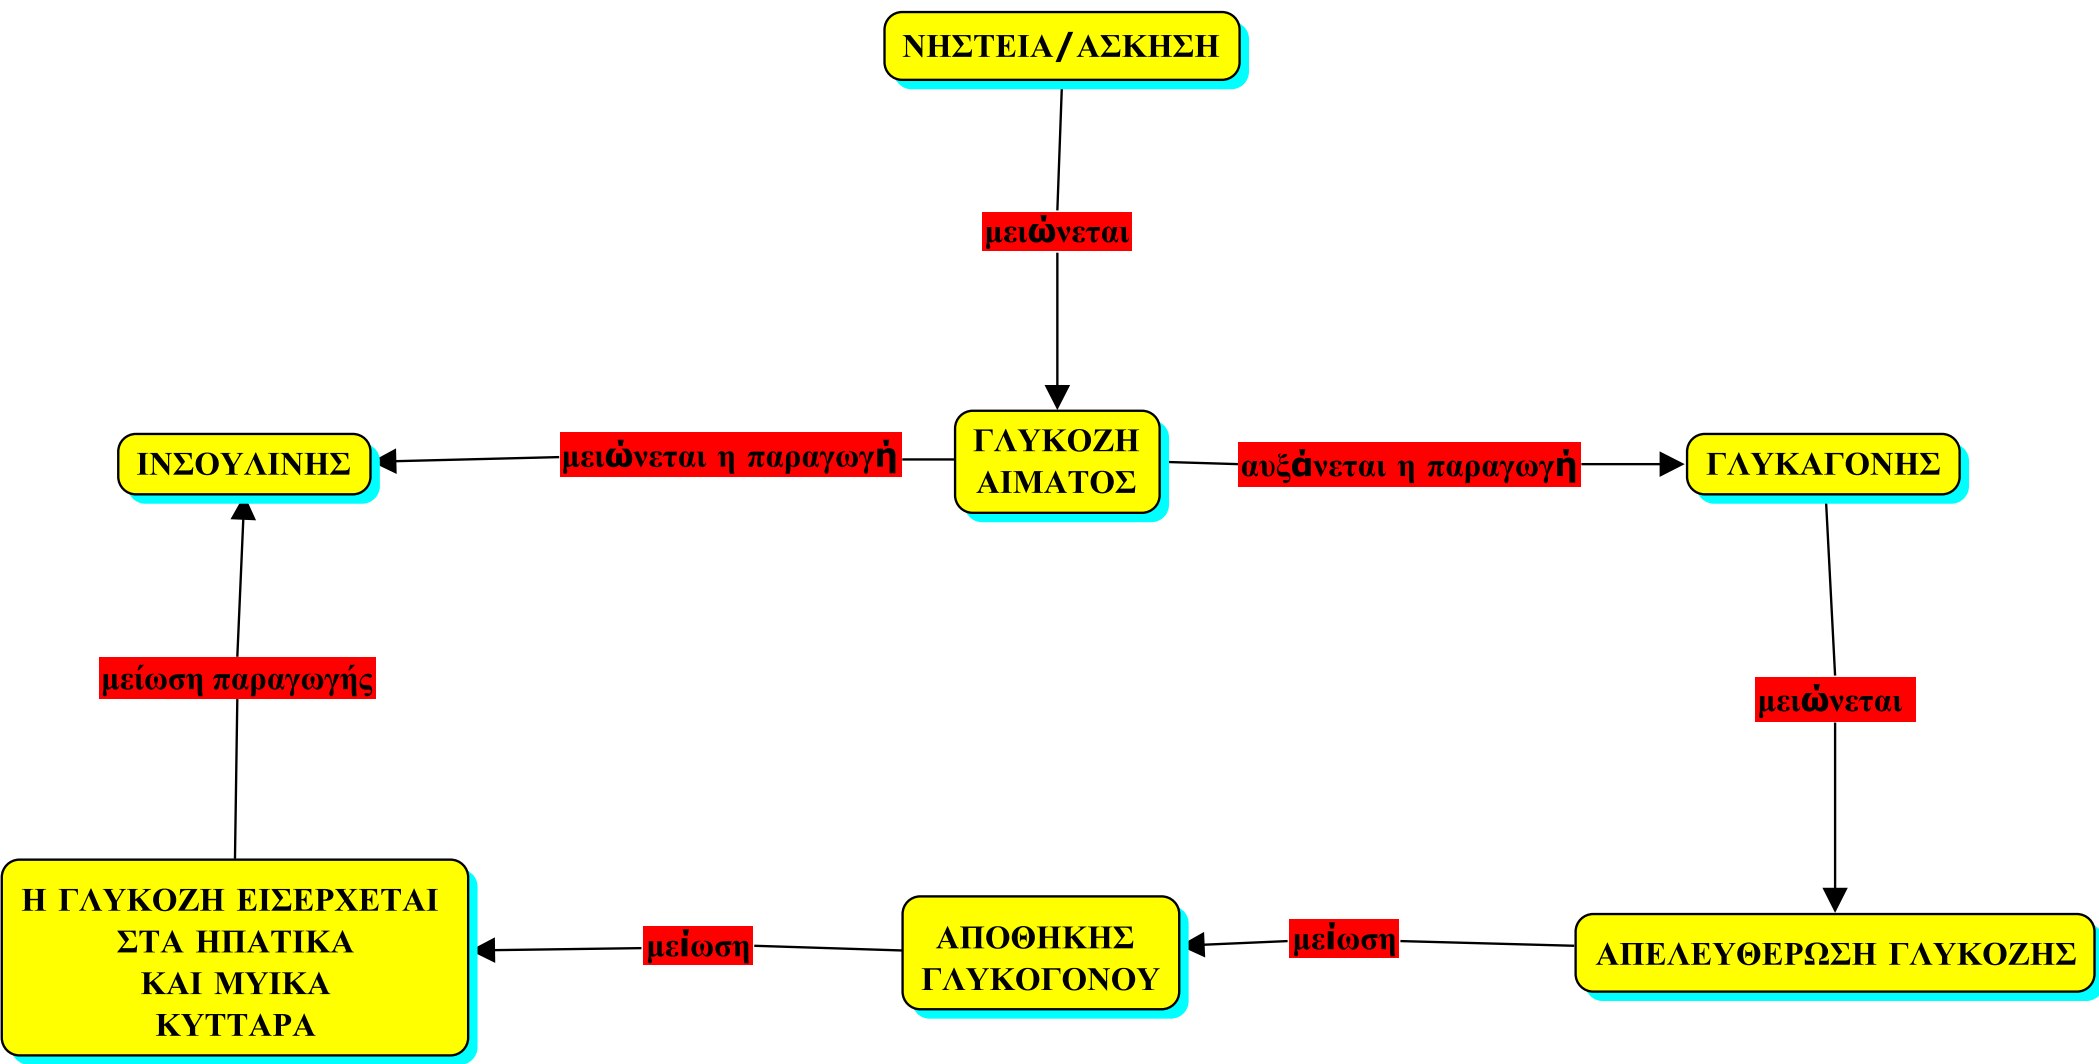 ΝΗΣΤΕΙΑ/ΑΣΚΗΣΗ
μειώνεται
ΓΛΥΚΟΖΗ
ΑΙΜΑΤΟΣ
μειώνεται η παραγωγή
ΙΝΣΟΥΛΙΝΗΣ
αυξάνεται η παραγωγή
ΓΛΥΚΑΓΟΝΗΣ
μείωση παραγωγής
μειώνεται
Η ΓΛΥΚΟΖΗ ΕΙΣΕΡΧΕΤΑΙ
ΣΤΑ ΗΠΑΤΙΚΑ
ΚΑΙ ΜΥΙΚΑ
ΚΥΤΤΑΡΑ
μείωση
ΑΠΟΘΗΚΗΣ
ΓΛΥΚΟΓΟΝΟΥ
μείωση
ΑΠΕΛΕΥΘΕΡΩΣΗ ΓΛΥΚΟΖΗΣ